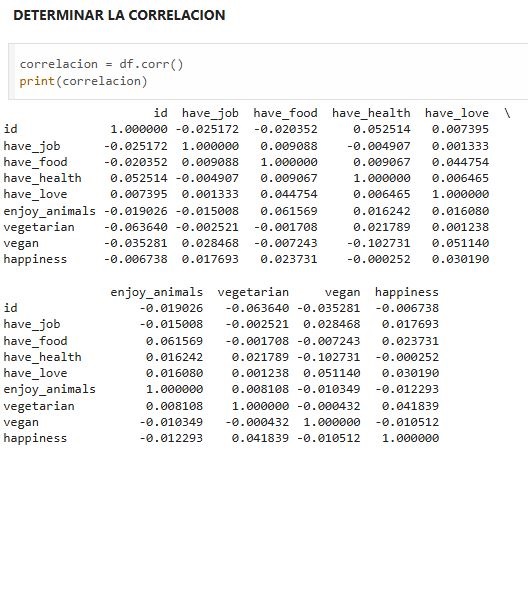 DETERMINAR LA CORRELACION
correlacion = df.corr()
print(correlacion)
id have_job have_food have_health have_love \
id 1.000000 -0.025172 -0.020352 0.052514 0.007395
have_job -0.025172 1.000000 0.009088 -0.004907 0.001333
have_food -0.020352 0.009088 1.000000 0.009067 0.044754
have_health 0.052514 -0.004907 0.009067 1.000000 0.006465
have_love 0.007395 0.001333 0.044754 0.006465 1.000000
enjoy_animals -0.019026 -0.015008 0.061569 0.016242 0.016080
vegetarian -0.063640 -0.002521 -0.001708 0.021789 0.001238
vegan -0.035281 0.028468 -0.007243 -0.102731 0.051140
happiness -0.006738 0.017693 0.023731 -0.000252 0.030190
enjoy_animals vegetarian vegan happiness
id -0.019026 -0.063640 -0.035281 -0.006738
have_job -0.015008 -0.002521 0.028468 0.017693
have_food 0.061569 -0.001708 -0.007243 0.023731
have_health 0.016242 0.021789 -0.102731 -0.000252
have_love 0.016080 0.001238 0.051140 0.030190
enjoy_animals 1.000000 0.008108 -0.010349 -0.012293
vegetarian 0.008108 1.000000 -0.000432 0.041839
vegan -0.010349 -0.000432 1.000000 -0.010512
happiness -0.012293 0.041839 -0.010512 1.000000